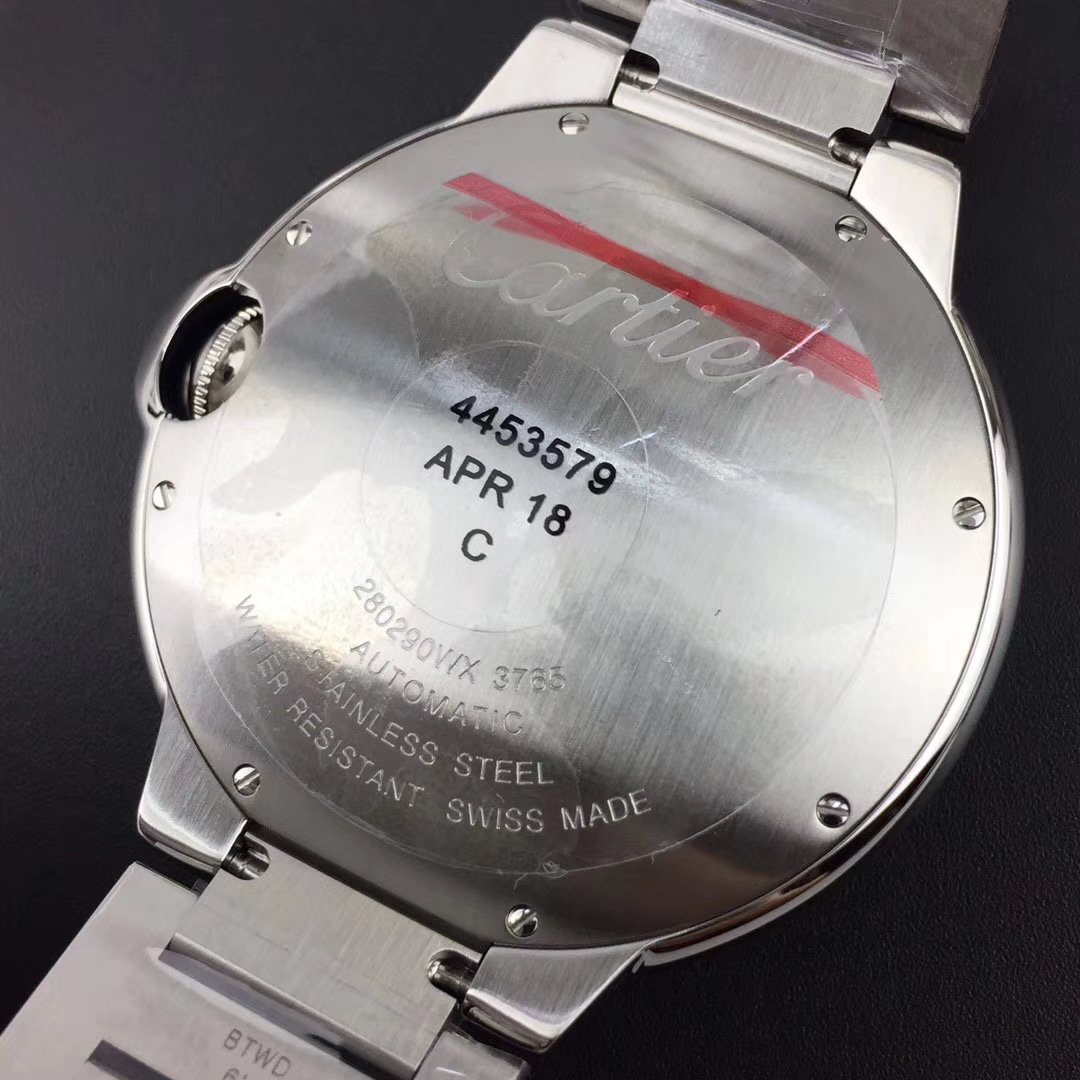 Cartier
4453579
APR 18
C
280290WX 3765
AUTOMATIC
STAINLESS STEEL
WATER RESISTANT SWISS MADE
BTWD